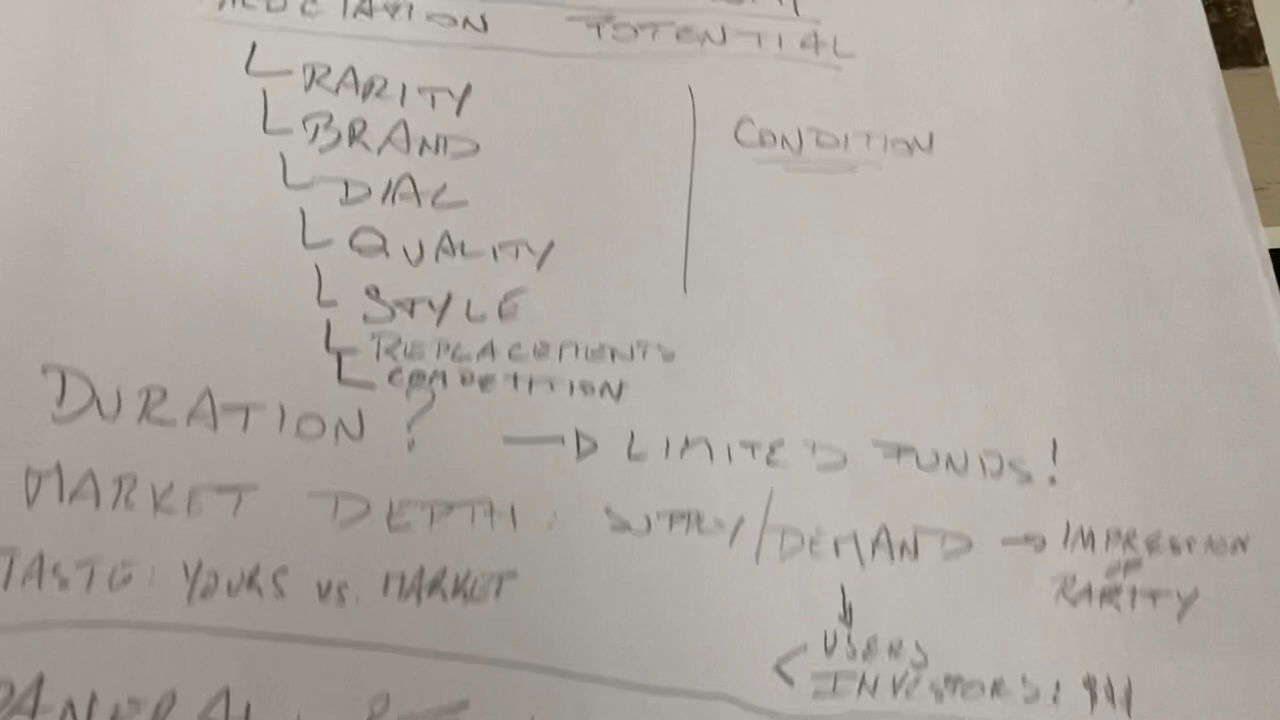 POTENTIAL
RARITY
BRAND
DIAL
QUALITY
STYLE
REPLACEMENTS
COMPETITION
CONDITION
DURATION? → LIMITED FUNDS!
MARKET DEPTH: SUPPLY/DEMAND → IMPRESSION
OF
RARITY
TASTE: YOURS vs. MARKET
USERS
INVESTORS: